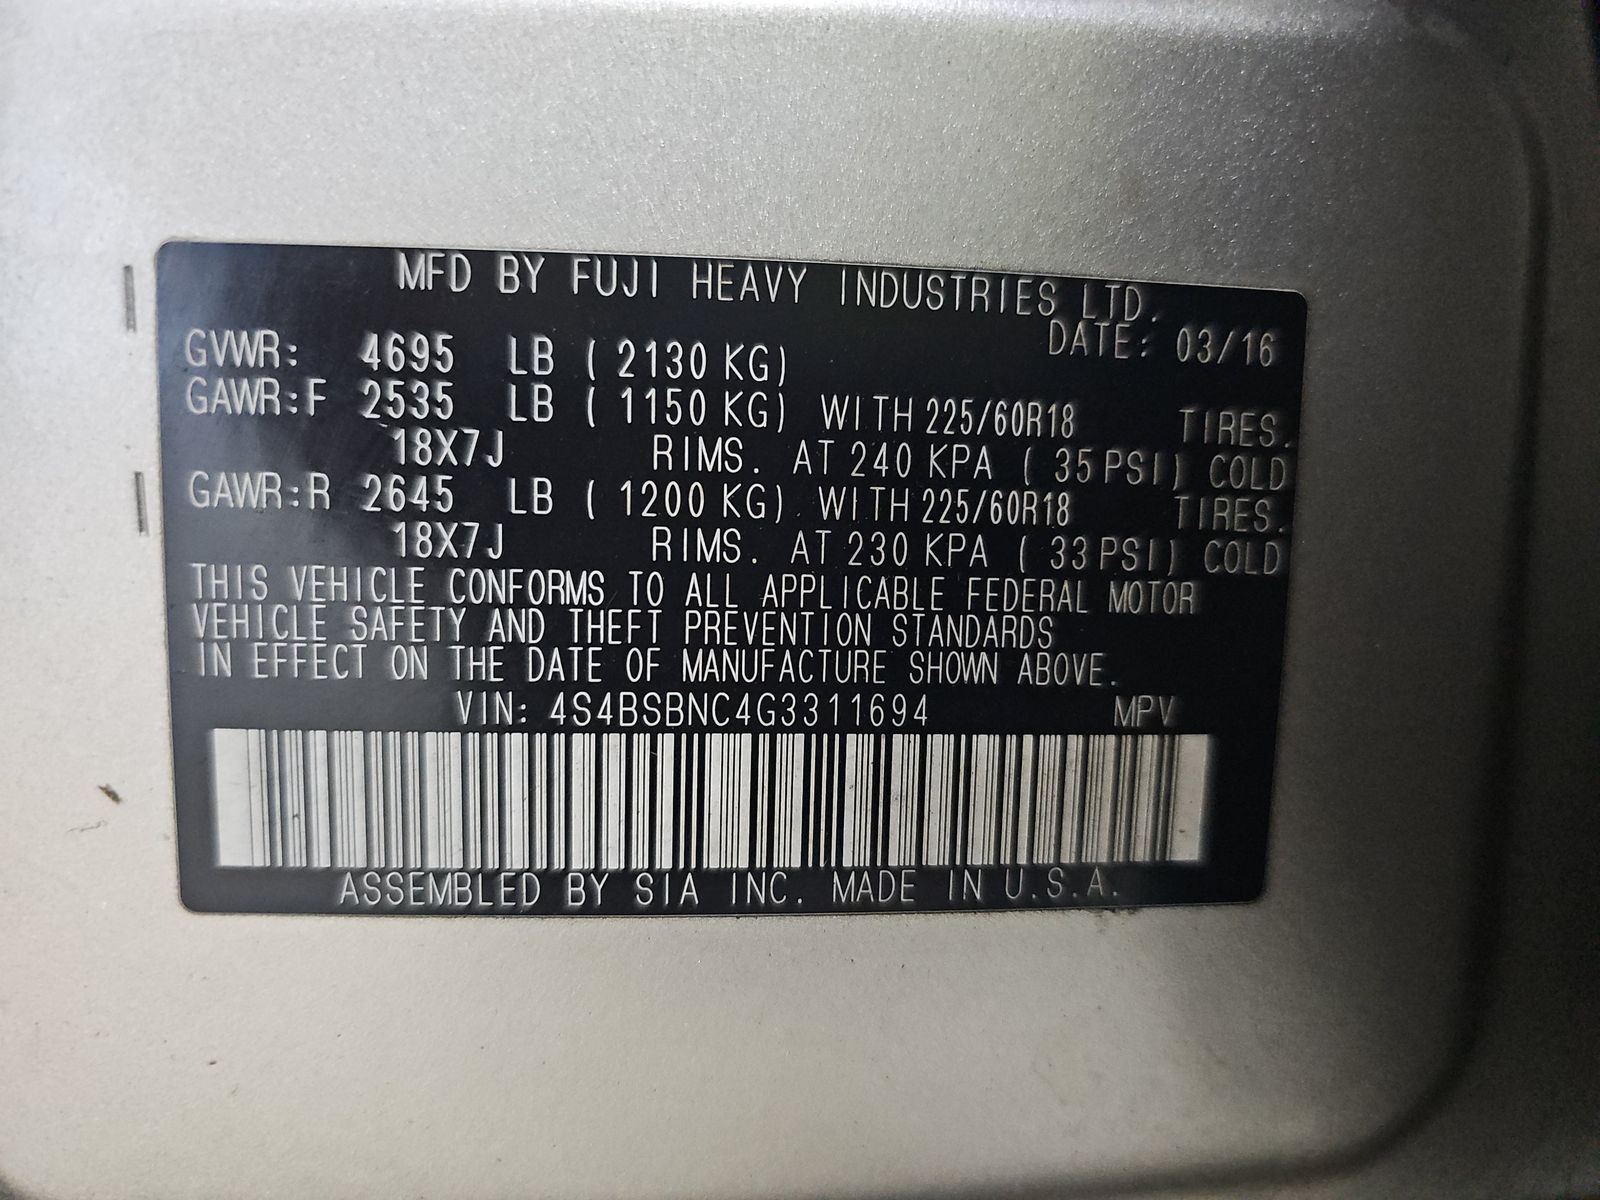 MFD BY FUJI HEAVY INDUSTRIES LTD.
DATE: 03/16
GVWR: 4695 LB ( 2130 KG)
GAWR:F 2535 LB ( 1150 KG) WITH 225/60R18 TIRES.
18X7J RIMS. AT 240 KPA ( 35 PSI) COLD
GAWR:R 2645 LB ( 1200 KG) WITH 225/60R18 TIRES.
18X7J RIMS. AT 230 KPA ( 33 PSI) COLD
THIS VEHICLE CONFORMS TO ALL APPLICABLE FEDERAL MOTOR
VEHICLE SAFETY AND THEFT PREVENTION STANDARDS
IN EFFECT ON THE DATE OF MANUFACTURE SHOWN ABOVE.
VIN: 4S4BSBNC4G3311694 MPV
ASSEMBLED BY SIA INC. MADE IN U.S.A.